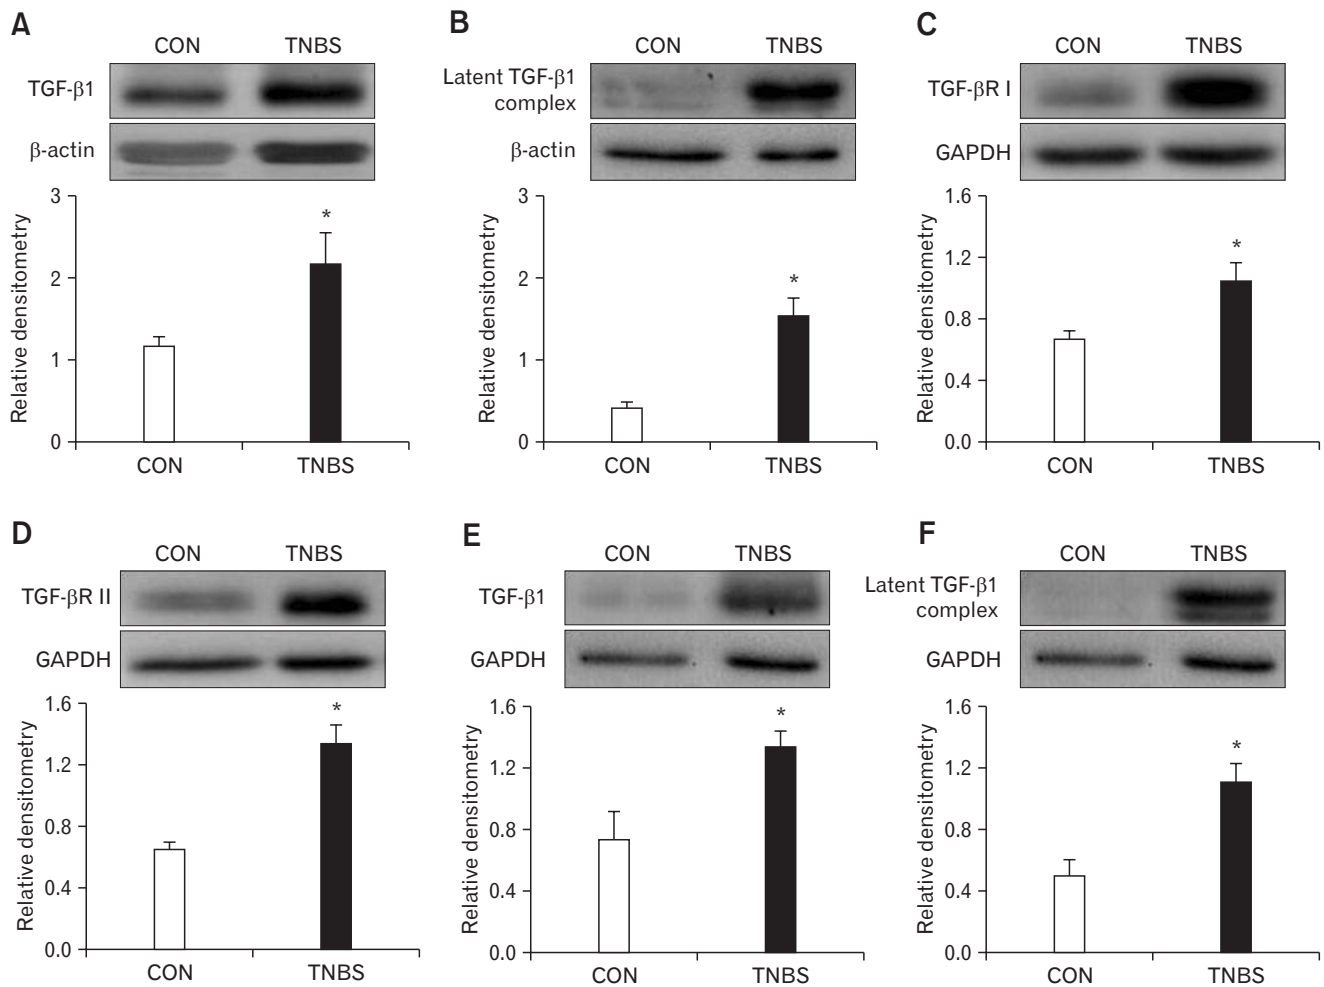 A
CON TNBS
TGF-β1
β-actin
3
2
1
0
Relative densitometry
*
CON TNBS
B
CON TNBS
Latent TGF-β1
complex
β-actin
3
2
1
0
Relative densitometry
*
CON TNBS
C
CON TNBS
TGF-βR I
GAPDH
1.6
1.2
0.8
0.4
0.0
Relative densitometry
*
CON TNBS
D
CON TNBS
TGF-βR II
GAPDH
1.6
1.2
0.8
0.4
0.0
Relative densitometry
*
CON TNBS
E
CON TNBS
TGF-β1
GAPDH
1.6
1.2
0.8
0.4
0.0
Relative densitometry
*
CON TNBS
F
CON TNBS
Latent TGF-β1
complex
GAPDH
1.6
1.2
0.8
0.4
0.0
Relative densitometry
*
CON TNBS